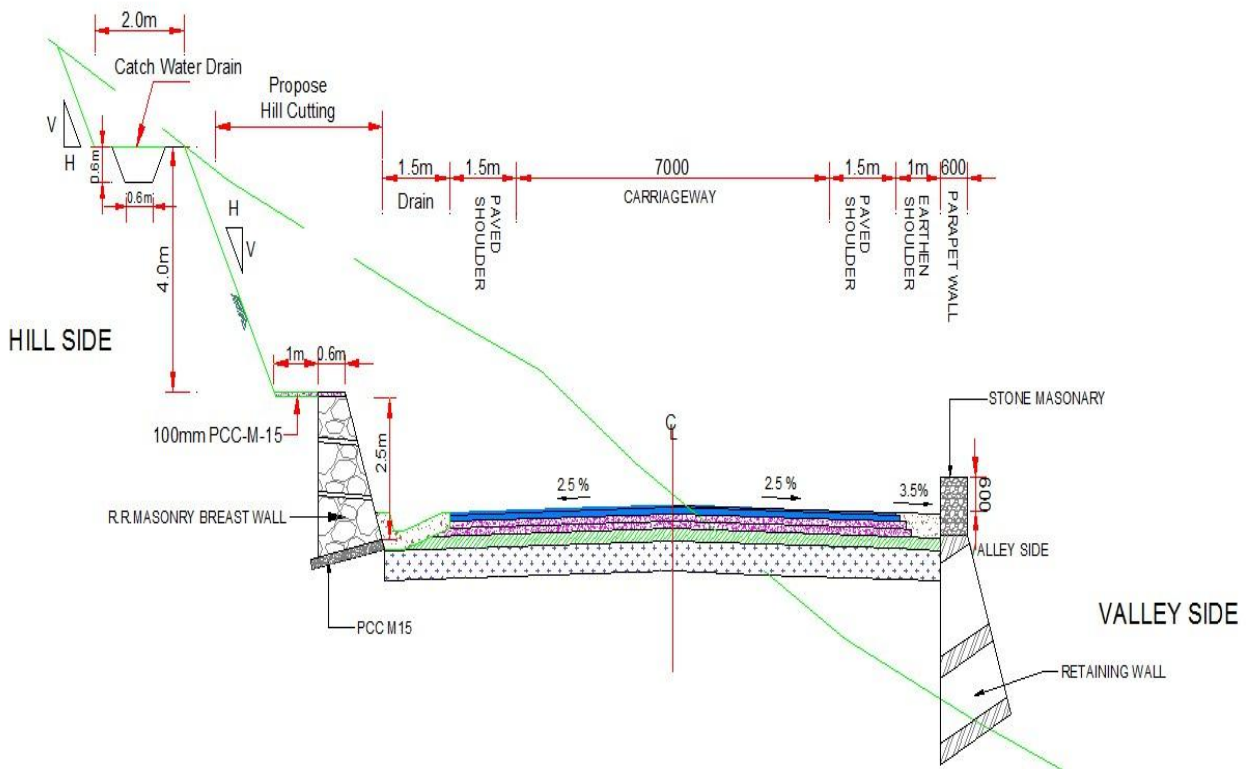 2.0m
Catch Water Drain
Propose
Hill Cutting
V
H
0.6m
0.6m
1.5m
1.5m
7000
1.5m
1m
600
Drain
PAVED
SHOULDER
CARRIAGEWAY
PAVED
SHOULDER
EARTHEN
SHOULDER
PARAPET WALL
H
V
4.0m
HILL SIDE
1m
0.6m
100mm PCC-M-15
2.5m
STONE MASONARY
CL
2.5 %
2.5 %
3.5%
600
R.R.MASONRY BREAST WALL
ALLEY SIDE
PCC M15
VALLEY SIDE
RETAINING WALL